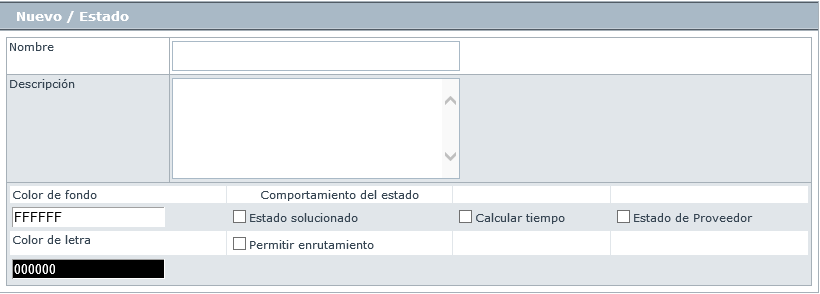 Nuevo / Estado
Nombre
Descripción
Color de fondo
Comportamiento del estado
FFFFFF
Estado solucionado
Calcular tiempo
Estado de Proveedor
Color de letra
Permitir enrutamiento
000000